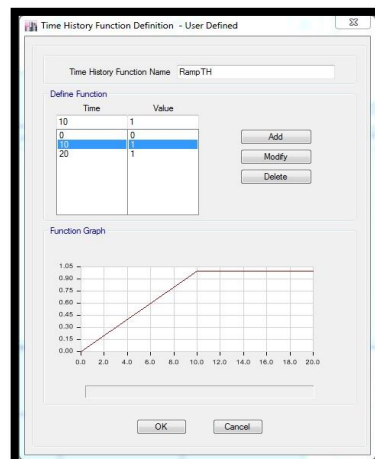 Time History Function Definition - User Defined
Time History Function Name RampTH
Define Function
Time Value
10 1
0 0
10 1
20 1
Add
Modify
Delete
Function Graph
1.05
0.90
0.75
0.60
0.45
0.30
0.15
0.00
0.0 2.0 4.0 6.0 8.0 10.0 12.0 14.0 16.0 18.0 20.0
OK Cancel